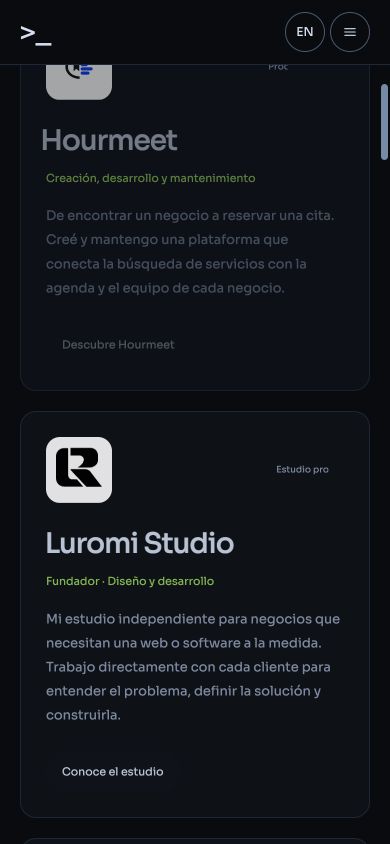 >_
EN
Hourmeet
Creación, desarrollo y mantenimiento
De encontrar un negocio a reservar una cita.
Creé y mantengo una plataforma que
conecta la búsqueda de servicios con la
agenda y el equipo de cada negocio.
Descubre Hourmeet
Estudio pro
Luromi Studio
Fundador · Diseño y desarrollo
Mi estudio independiente para negocios que
necesitan una web o software a la medida.
Trabajo directamente con cada cliente para
entender el problema, definir la solución y
construirla.
Conoce el estudio